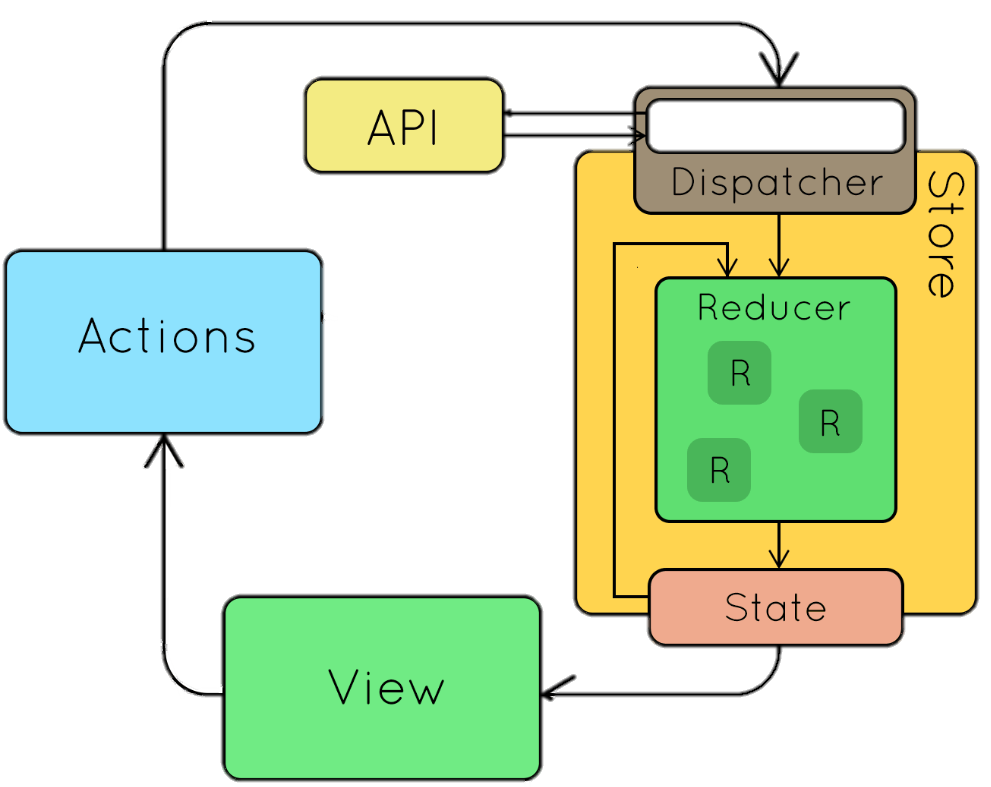 API
Dispatcher
Store
Actions
Reducer
R
R
R
State
View